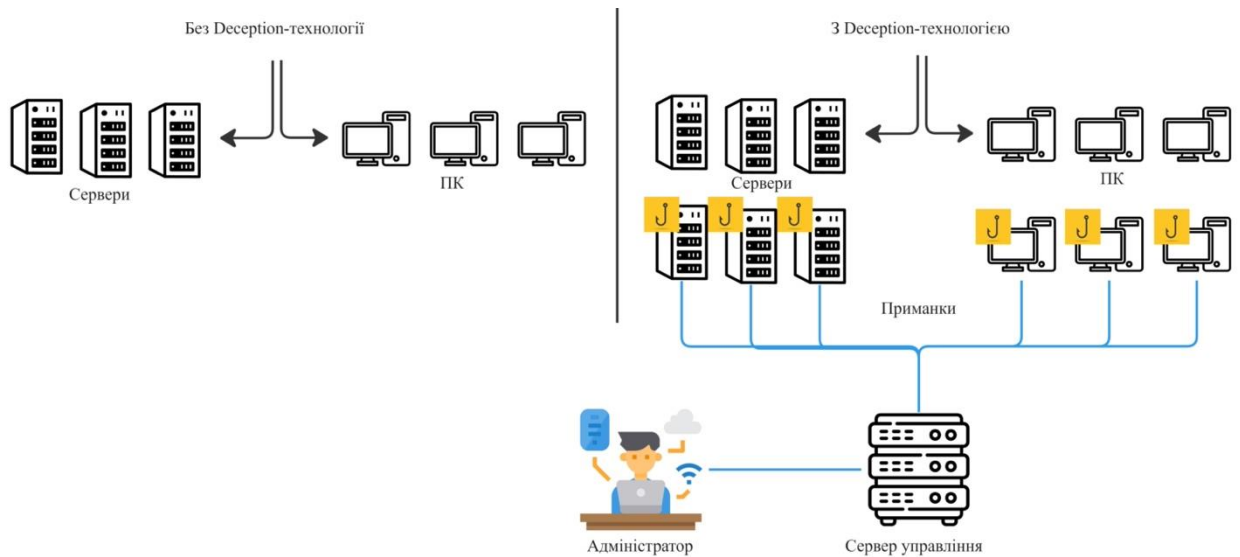 Без Deception-технології
З Deception-технологією
Сервери
ПК
Сервери
ПК
Приманки
Адміністратор
Сервер управління